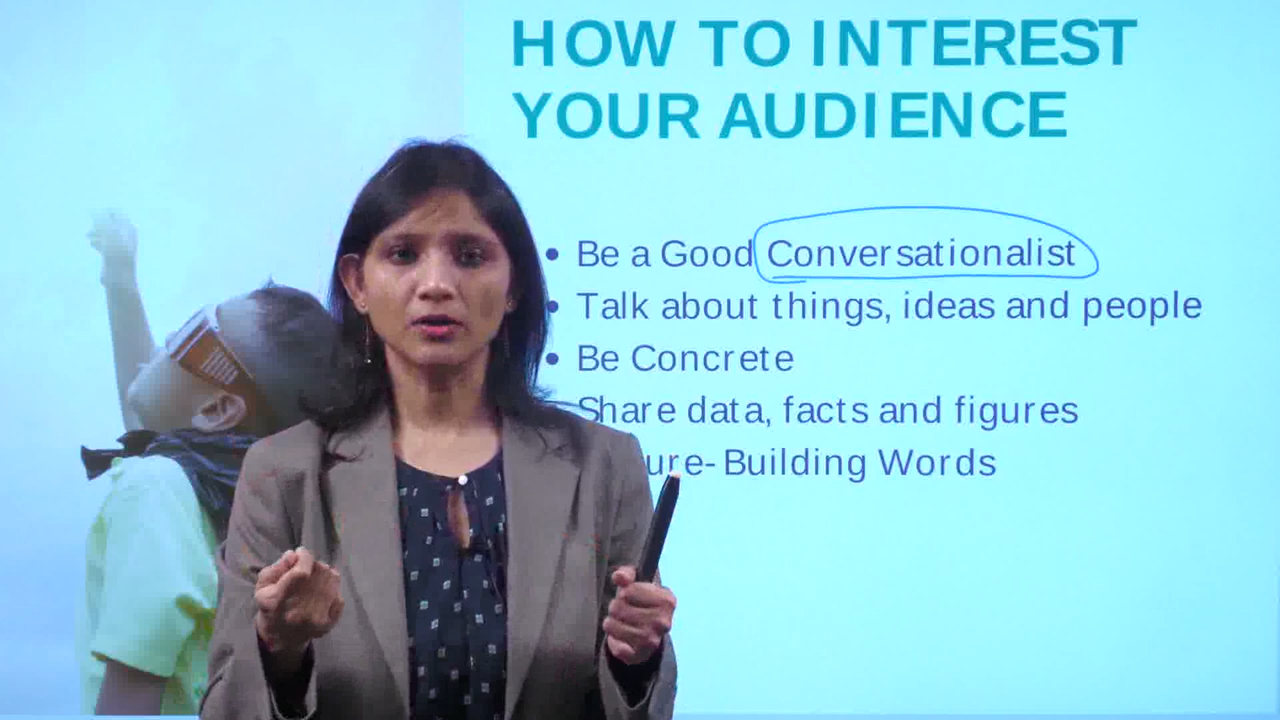 HOW TO INTEREST
YOUR AUDIENCE
• Be a Good Conversationalist
• Talk about things, ideas and people
• Be Concrete
Share data, facts and figures
ure-Building Words